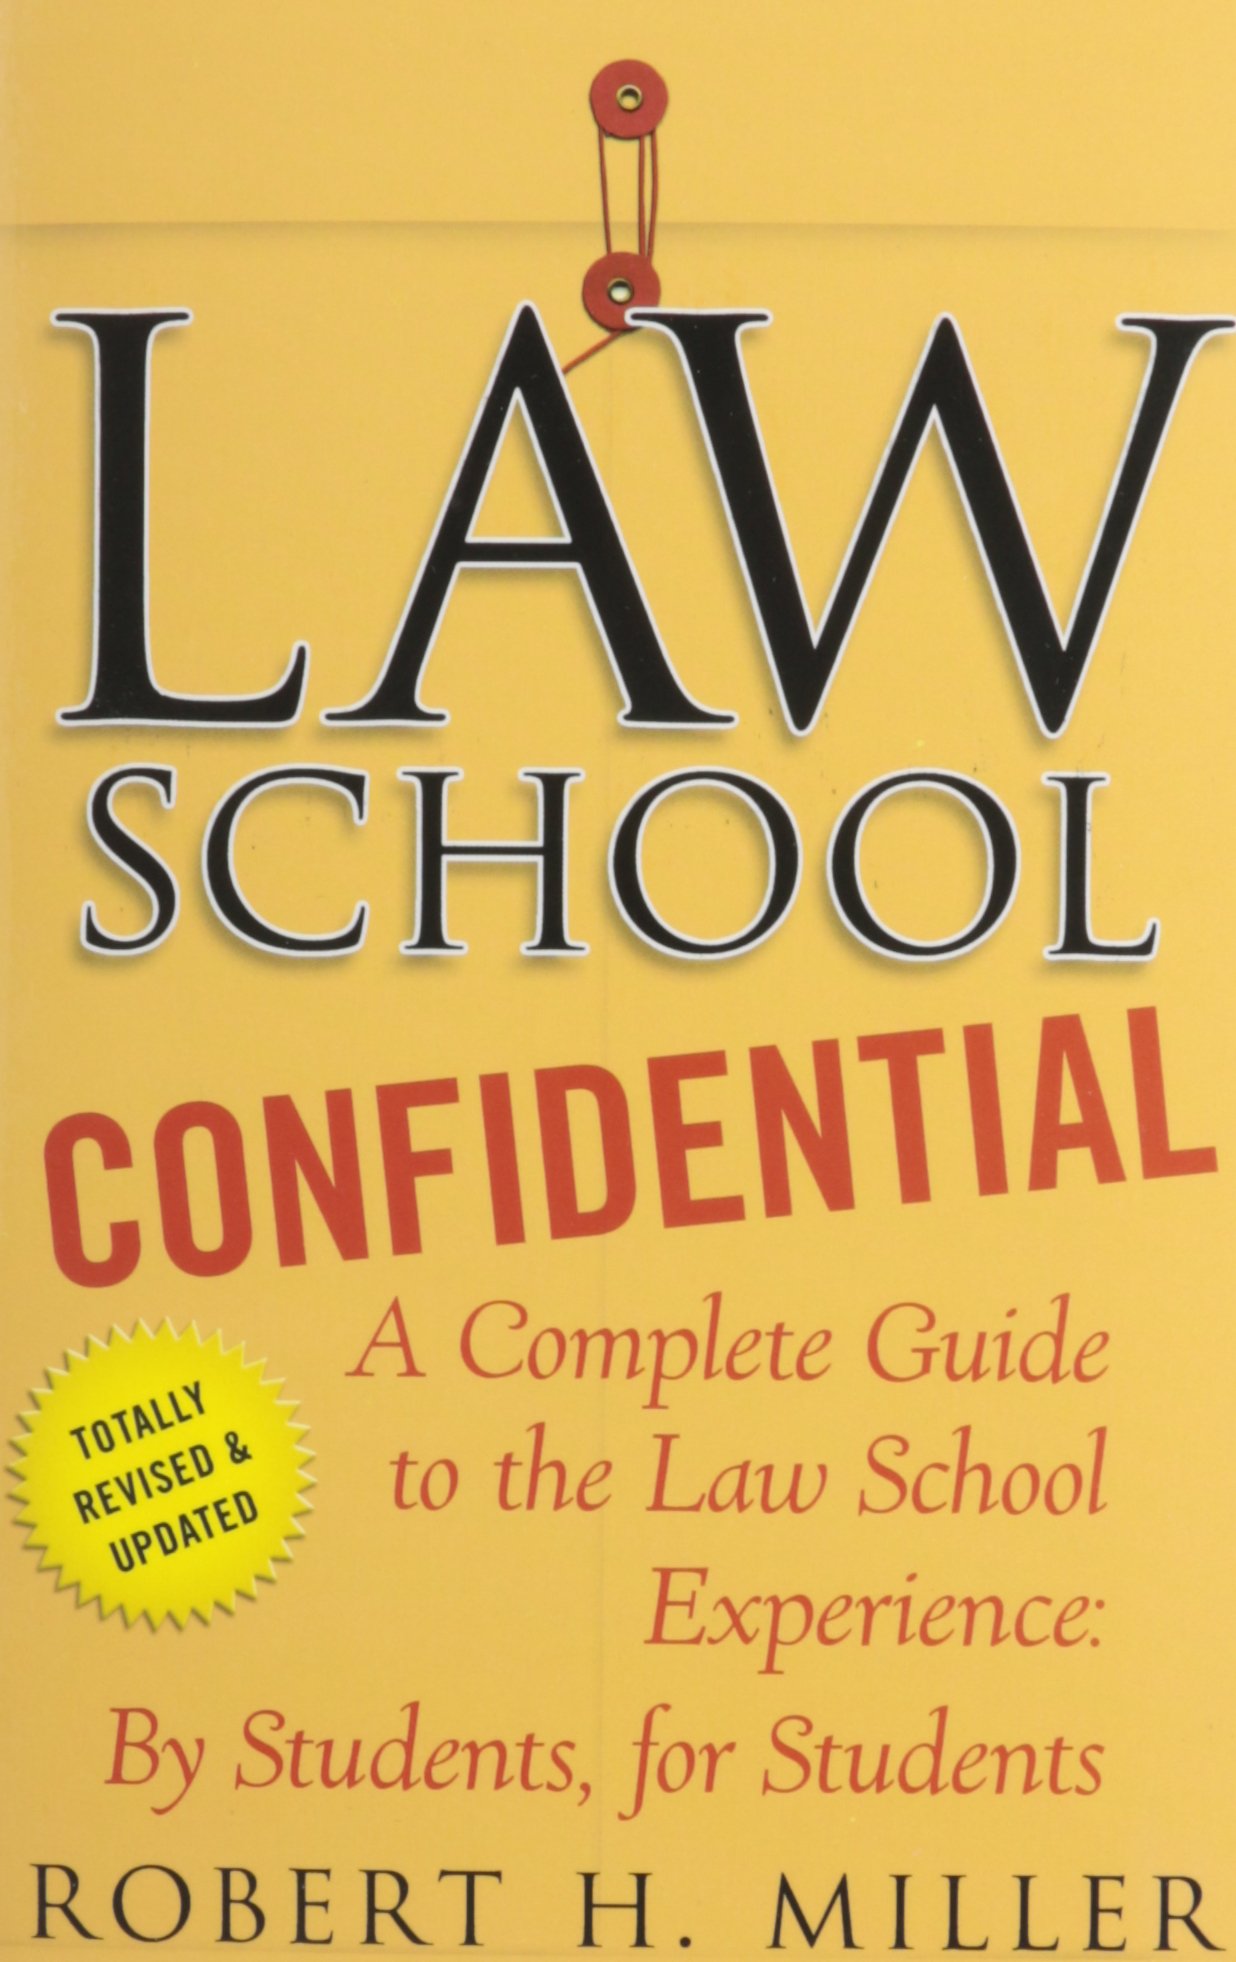 LAW
SCHOOL
CONFIDENTIAL
A Complete Guide
to the Law School
Experience:
By Students, for Students
TOTALLY
REVISED &
UPDATED
ROBERT H. MILLER